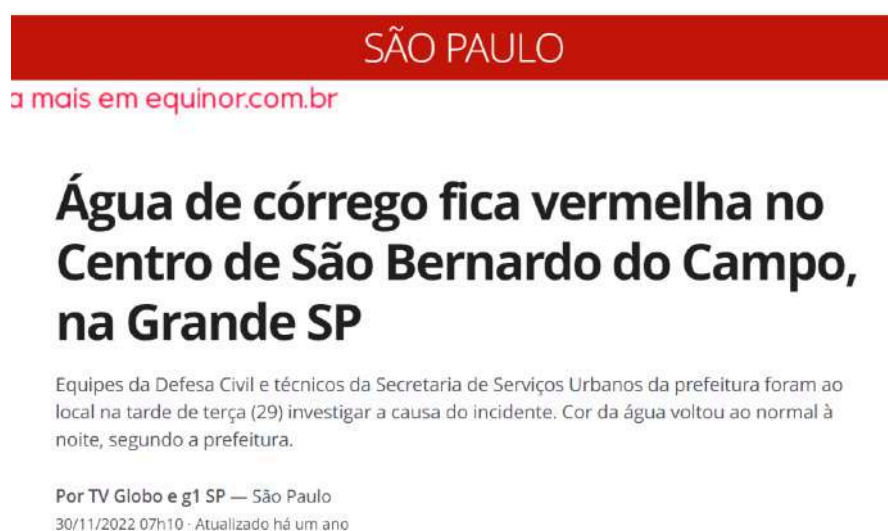 SÃO PAULO
a mais em equinor.com.br
Água de córrego fica vermelha no
Centro de São Bernardo do Campo,
na Grande SP
Equipes da Defesa Civil e técnicos da Secretaria de Serviços Urbanos da prefeitura foram ao
local na tarde de terça (29) investigar a causa do incidente. Cor da água voltou ao normal à
noite, segundo a prefeitura.
Por TV Globo e g1 SP — São Paulo
30/11/2022 07h10 · Atualizado há um ano